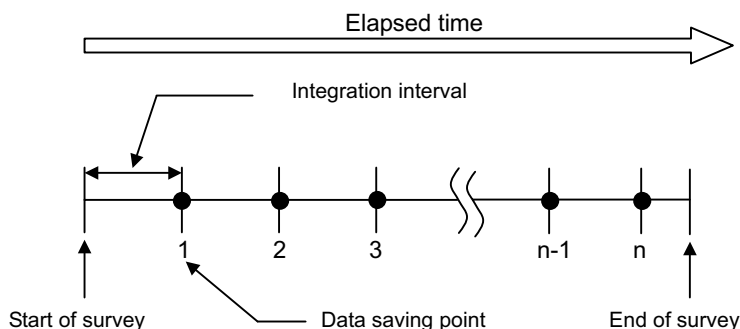 Elapsed time
Integration interval
1
2
3
n-1
n
Start of survey
Data saving point
End of survey